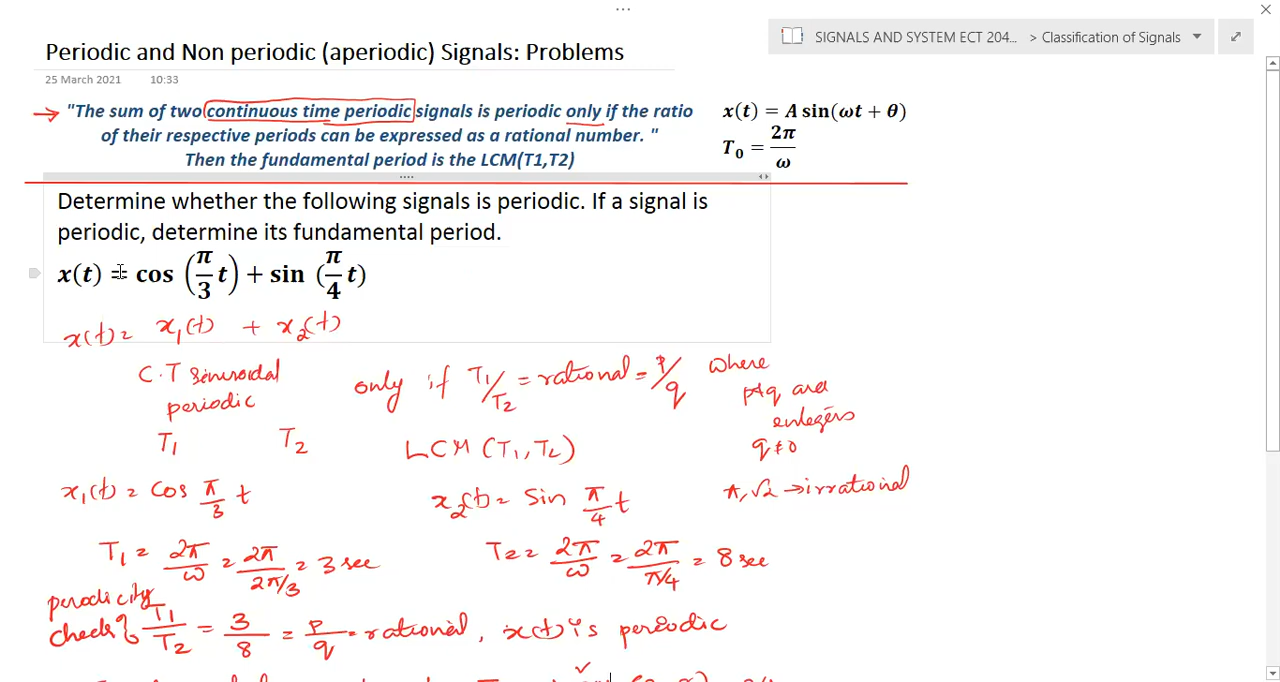 ...
SIGNALS AND SYSTEM ECT 204... > Classification of Signals
Periodic and Non periodic (aperiodic) Signals: Problems
25 March 2021 10:33
"The sum of two continuous time periodic signals is periodic only if the ratio
of their respective periods can be expressed as a rational number. "
Then the fundamental period is the LCM(T1,T2)
x(t) = A sin(ωt + θ)
T₀ = 2π/ω
Determine whether the following signals is periodic. If a signal is
periodic, determine its fundamental period.
x(t) = cos (π/3 t) + sin (π/4 t)
x(t) = x₁(t) + x₂(t)
C.T Sinusoidal
periodic
T₁ T₂
only if T₁/T₂ = rational = P/q where
p & q are
integers
q ≠ 0
LCM (T₁, T₂)
π, √2 → irrational
x₁(t) = Cos π/3 t
x₂(t) = Sin π/4 t
T₁ = 2π/ω = 2π/2π/3 = 3 sec
T₂ = 2π/ω = 2π/π/4 = 8 sec
perodicity
check} T₁/T₂ = 3/8 = P/q = rational, x(t) is periodic